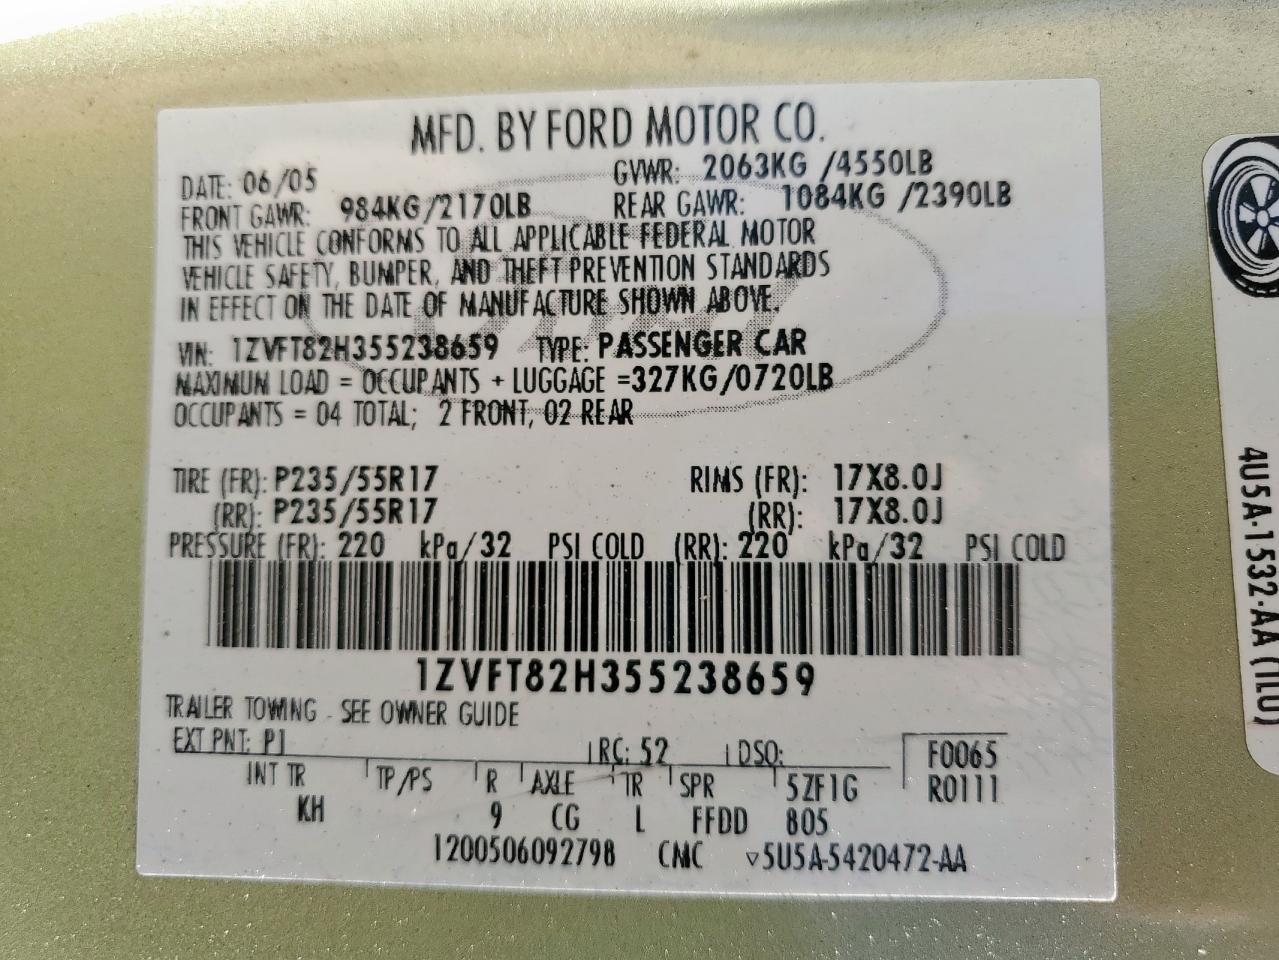 MFD. BY FORD MOTOR CO.
DATE: 06/05 GVWR: 2063KG /4550LB
FRONT GAWR: 984KG/2170LB REAR GAWR: 1084KG /2390LB
THIS VEHICLE CONFORMS TO ALL APPLICABLE FEDERAL MOTOR
VEHICLE SAFETY, BUMPER, AND THEFT PREVENTION STANDARDS
IN EFFECT ON THE DATE OF MANUFACTURE SHOWN ABOVE.
VIN: 1ZVFT82H355238659 TYPE: PASSENGER CAR
MAXIMUM LOAD = OCCUPANTS + LUGGAGE =327KG/0720LB
OCCUPANTS = 04 TOTAL; 2 FRONT, 02 REAR
TIRE (FR): P235/55R17 RIMS (FR): 17X8.0J
(RR): P235/55R17 (RR): 17X8.0J
PRESSURE (FR): 220 kPa/32 PSI COLD (RR): 220 kPa/32 PSI COLD
1ZVFT82H355238659
TRAILER TOWING - SEE OWNER GUIDE
EXT PNT: P1 RC: 52 DSO: F0065
INT TR TP/PS R AXLE TR SPR 5ZF1G R0111
KH 9 CG L FFDD 805
1200506092798 CMC ▿5U5A-5420472-AA
4U5A-1532-AA (1L0)